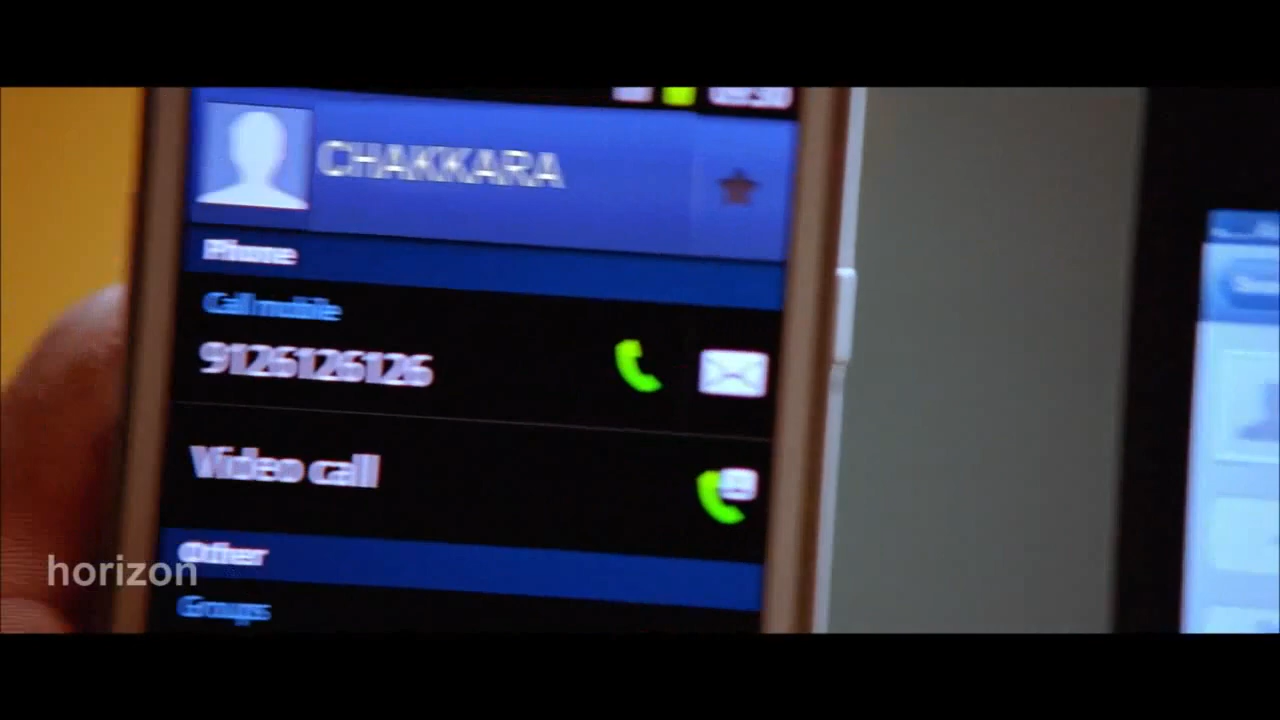 CHAKKARA
Phone
Call mobile
9126126126
Video call
Other
Groups
horizon